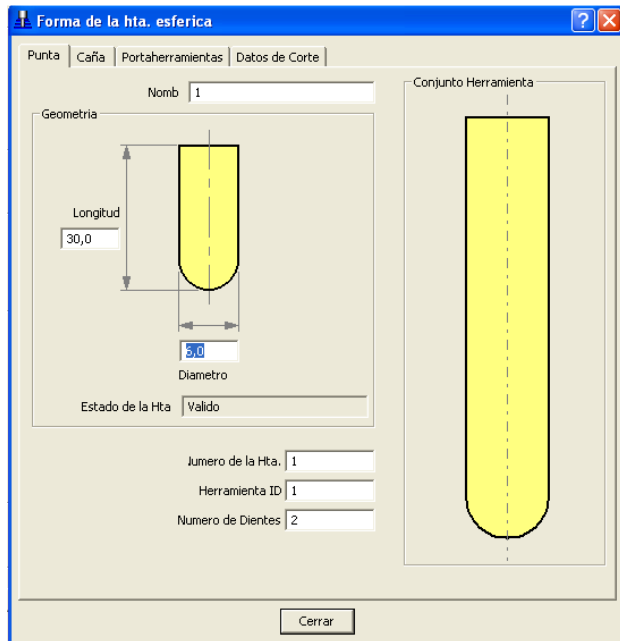 Forma de la hta. esferica
Punta Caña Portaherramientas Datos de Corte
Nomb 1
Conjunto Herramienta
Geometria
Longitud
30,0
6,0
Diametro
Estado de la Hta Valido
Jumero de la Hta. 1
Herramienta ID 1
Numero de Dientes 2
Cerrar